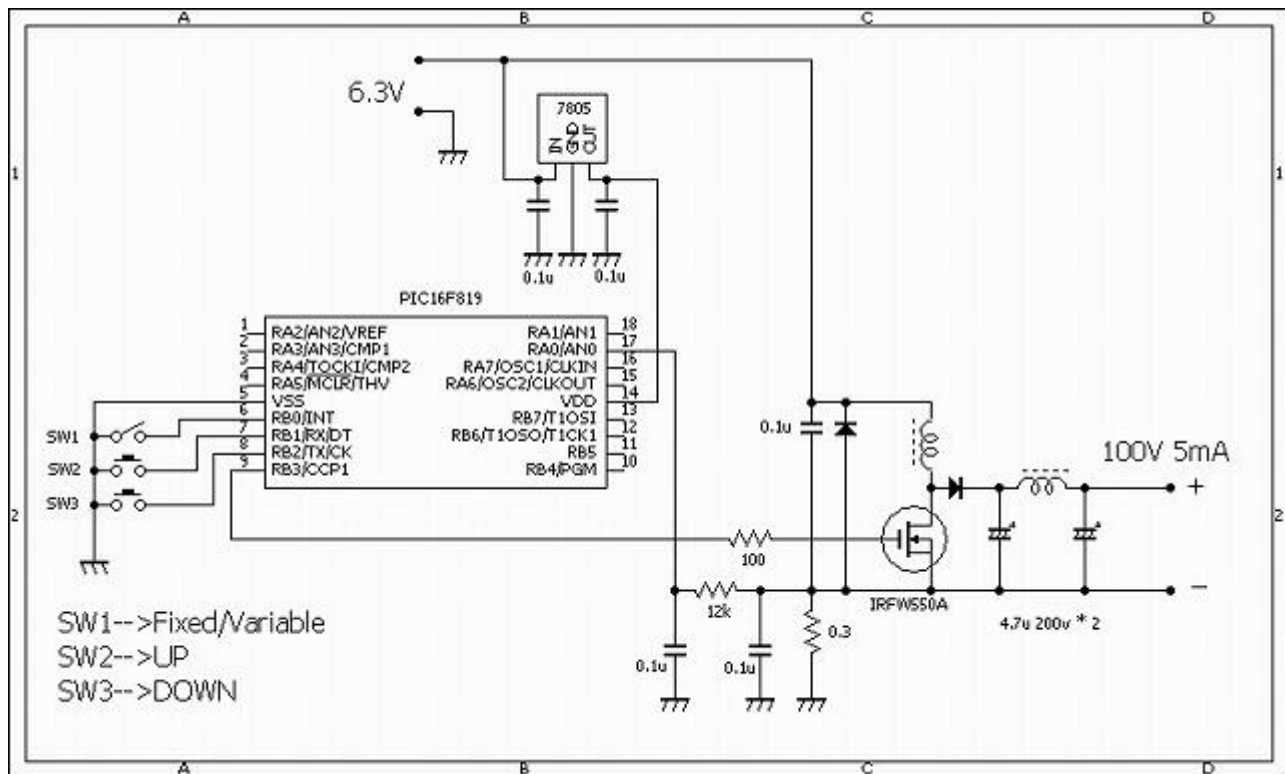 A B C D
6.3V
7805
IN
GND
OUT
1 1
0.1u 0.1u
PIC16F819
1 RA2/AN2/VREF RA1/AN1 18
2 RA3/AN3/CMP1 RA0/AN0 17
3 RA4/TOCKI/CMP2 RA7/OSC1/CLKIN 16
4 RA5/MCLR/THV RA6/OSC2/CLKOUT 15
5 VSS VDD 14
6 RB0/INT RB7/T1OSI 13
7 RB1/RX/DT RB6/T1OSO/T1CK1 12
8 RB2/TX/CK RB5 11
9 RB3/CCP1 RB4/PGM 10
SW1
SW2
SW3
0.1u
100V 5mA
+
2 2
100
IRFW550A
−
12k
0.3
4.7u 200v * 2
0.1u 0.1u
SW1-->Fixed/Variable
SW2-->UP
SW3-->DOWN
A B C D